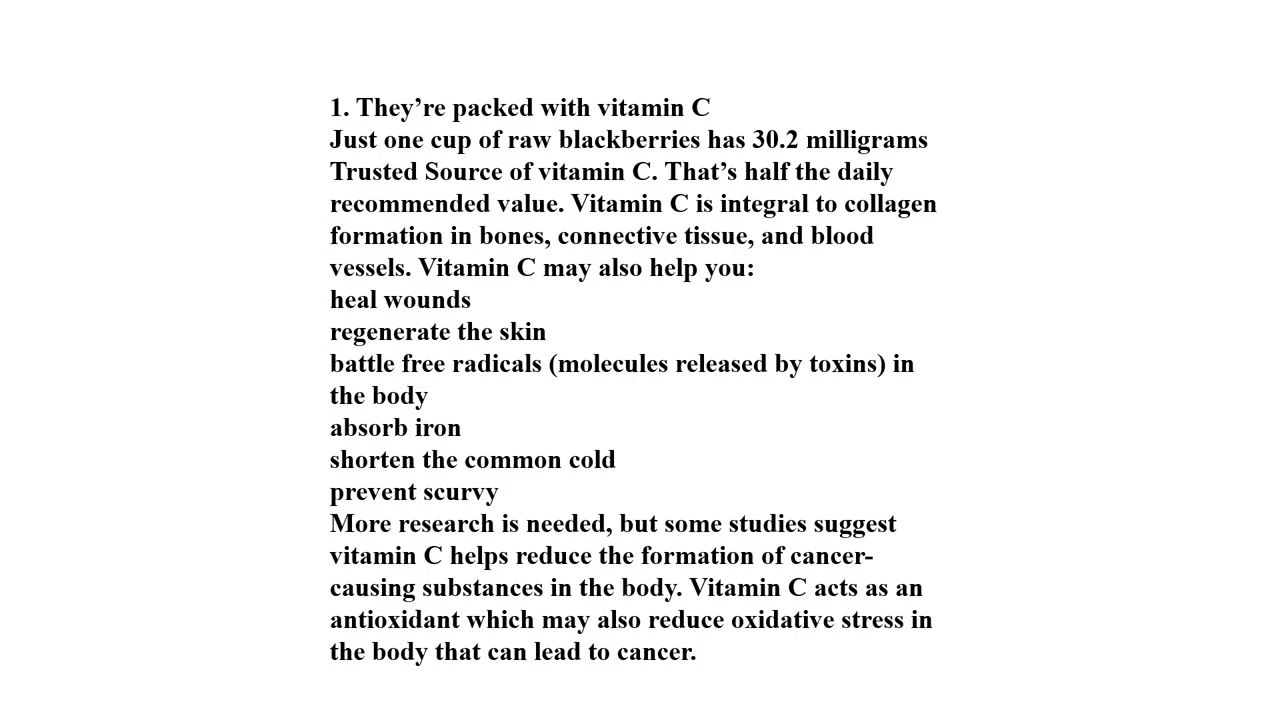 1. They’re packed with vitamin C
Just one cup of raw blackberries has 30.2 milligrams
Trusted Source of vitamin C. That’s half the daily
recommended value. Vitamin C is integral to collagen
formation in bones, connective tissue, and blood
vessels. Vitamin C may also help you:
heal wounds
regenerate the skin
battle free radicals (molecules released by toxins) in
the body
absorb iron
shorten the common cold
prevent scurvy
More research is needed, but some studies suggest
vitamin C helps reduce the formation of cancer-
causing substances in the body. Vitamin C acts as an
antioxidant which may also reduce oxidative stress in
the body that can lead to cancer.